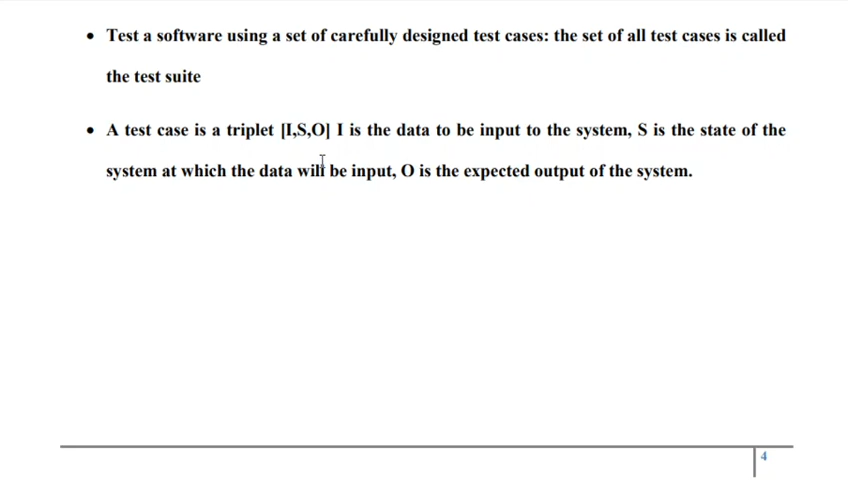 • Test a software using a set of carefully designed test cases: the set of all test cases is called
the test suite
• A test case is a triplet [I,S,O] I is the data to be input to the system, S is the state of the
system at which the data will be input, O is the expected output of the system.
4